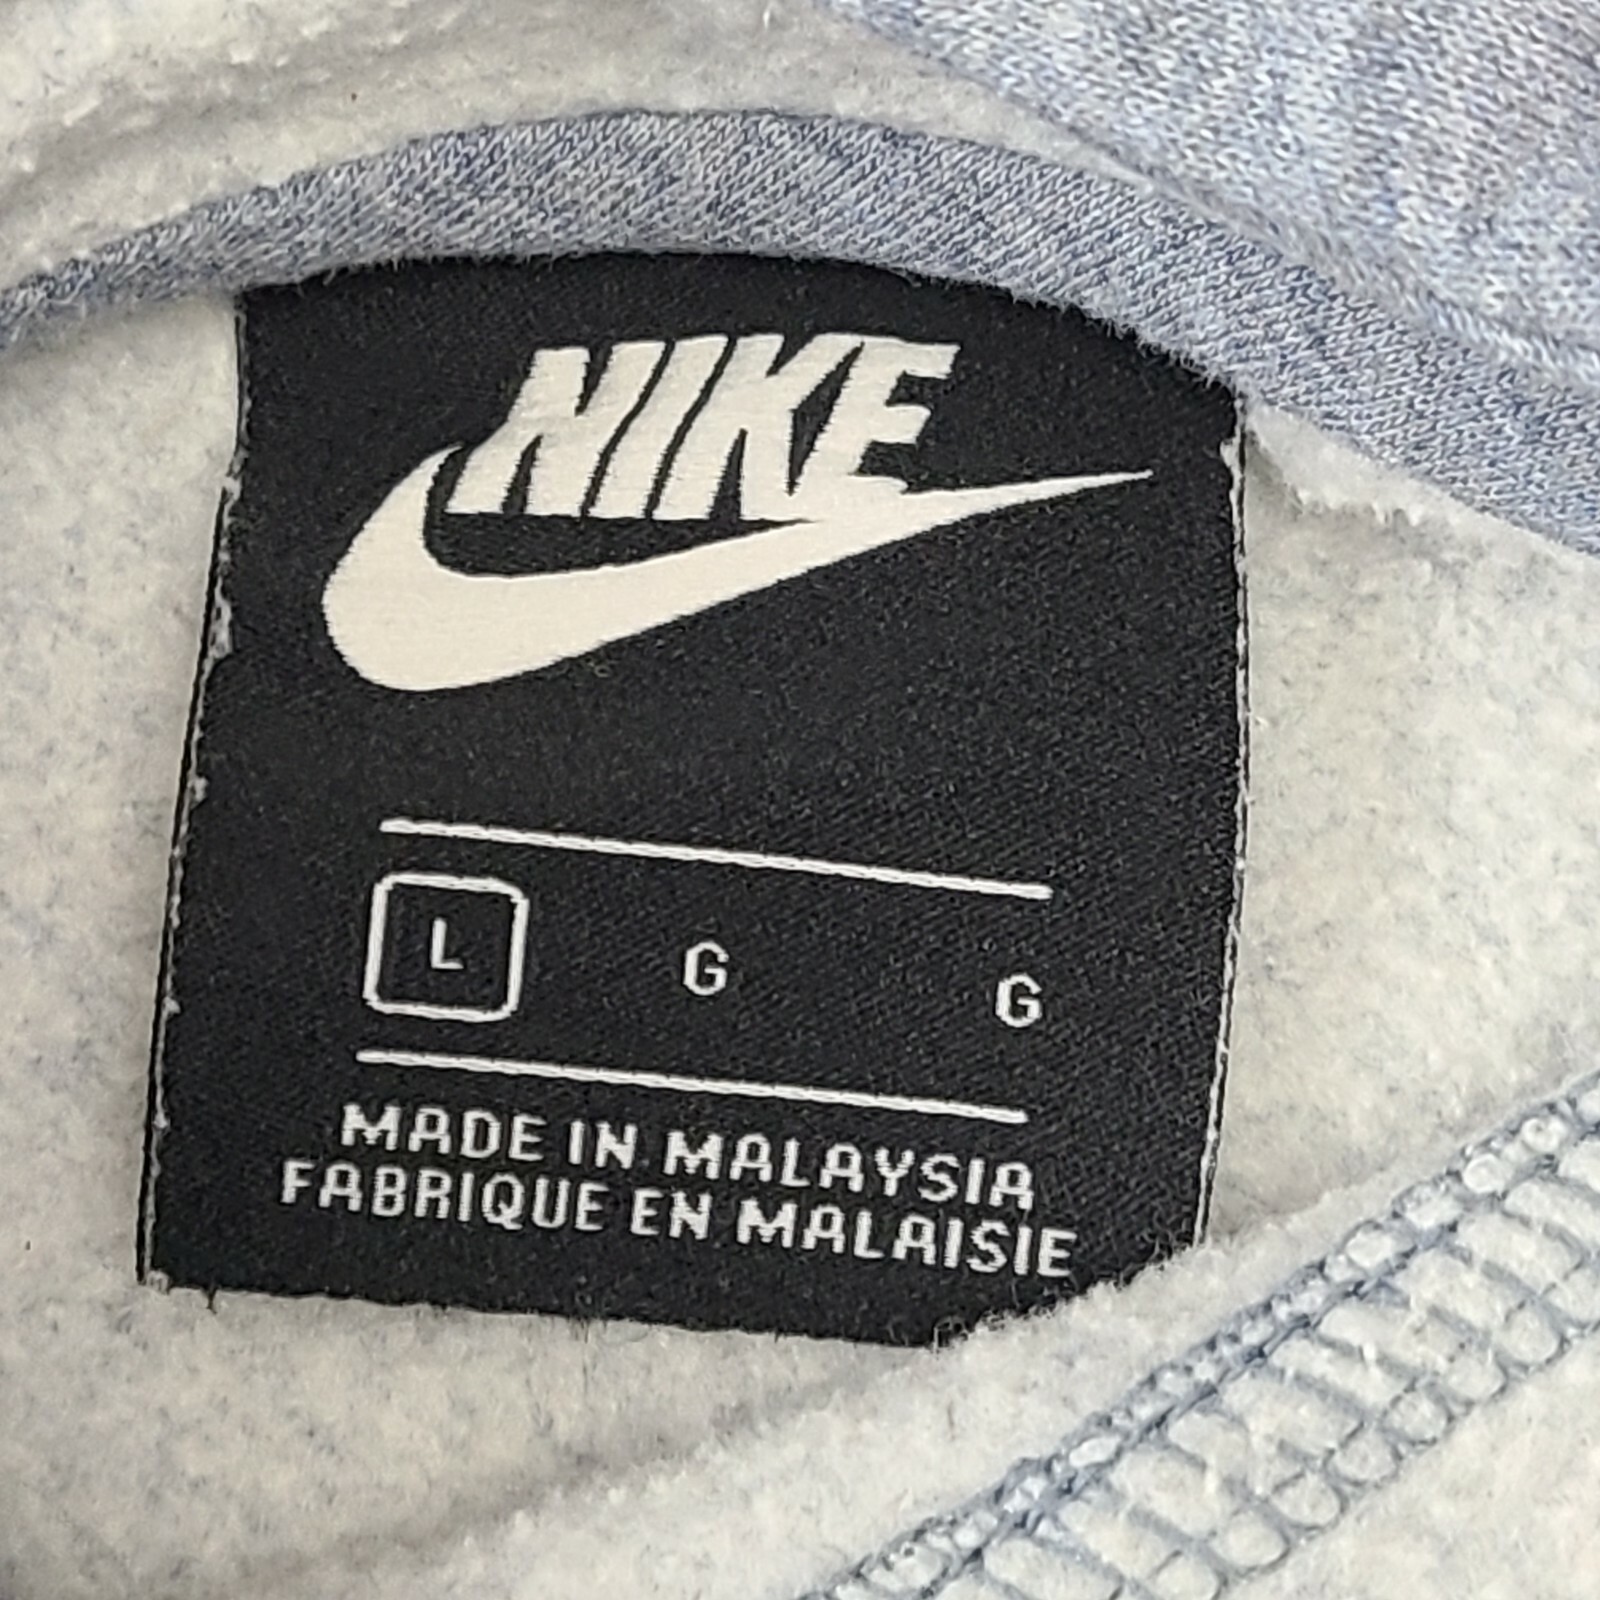 NIKE
L G G
MADE IN MALAYSIA
FABRIQUE EN MALAISIE